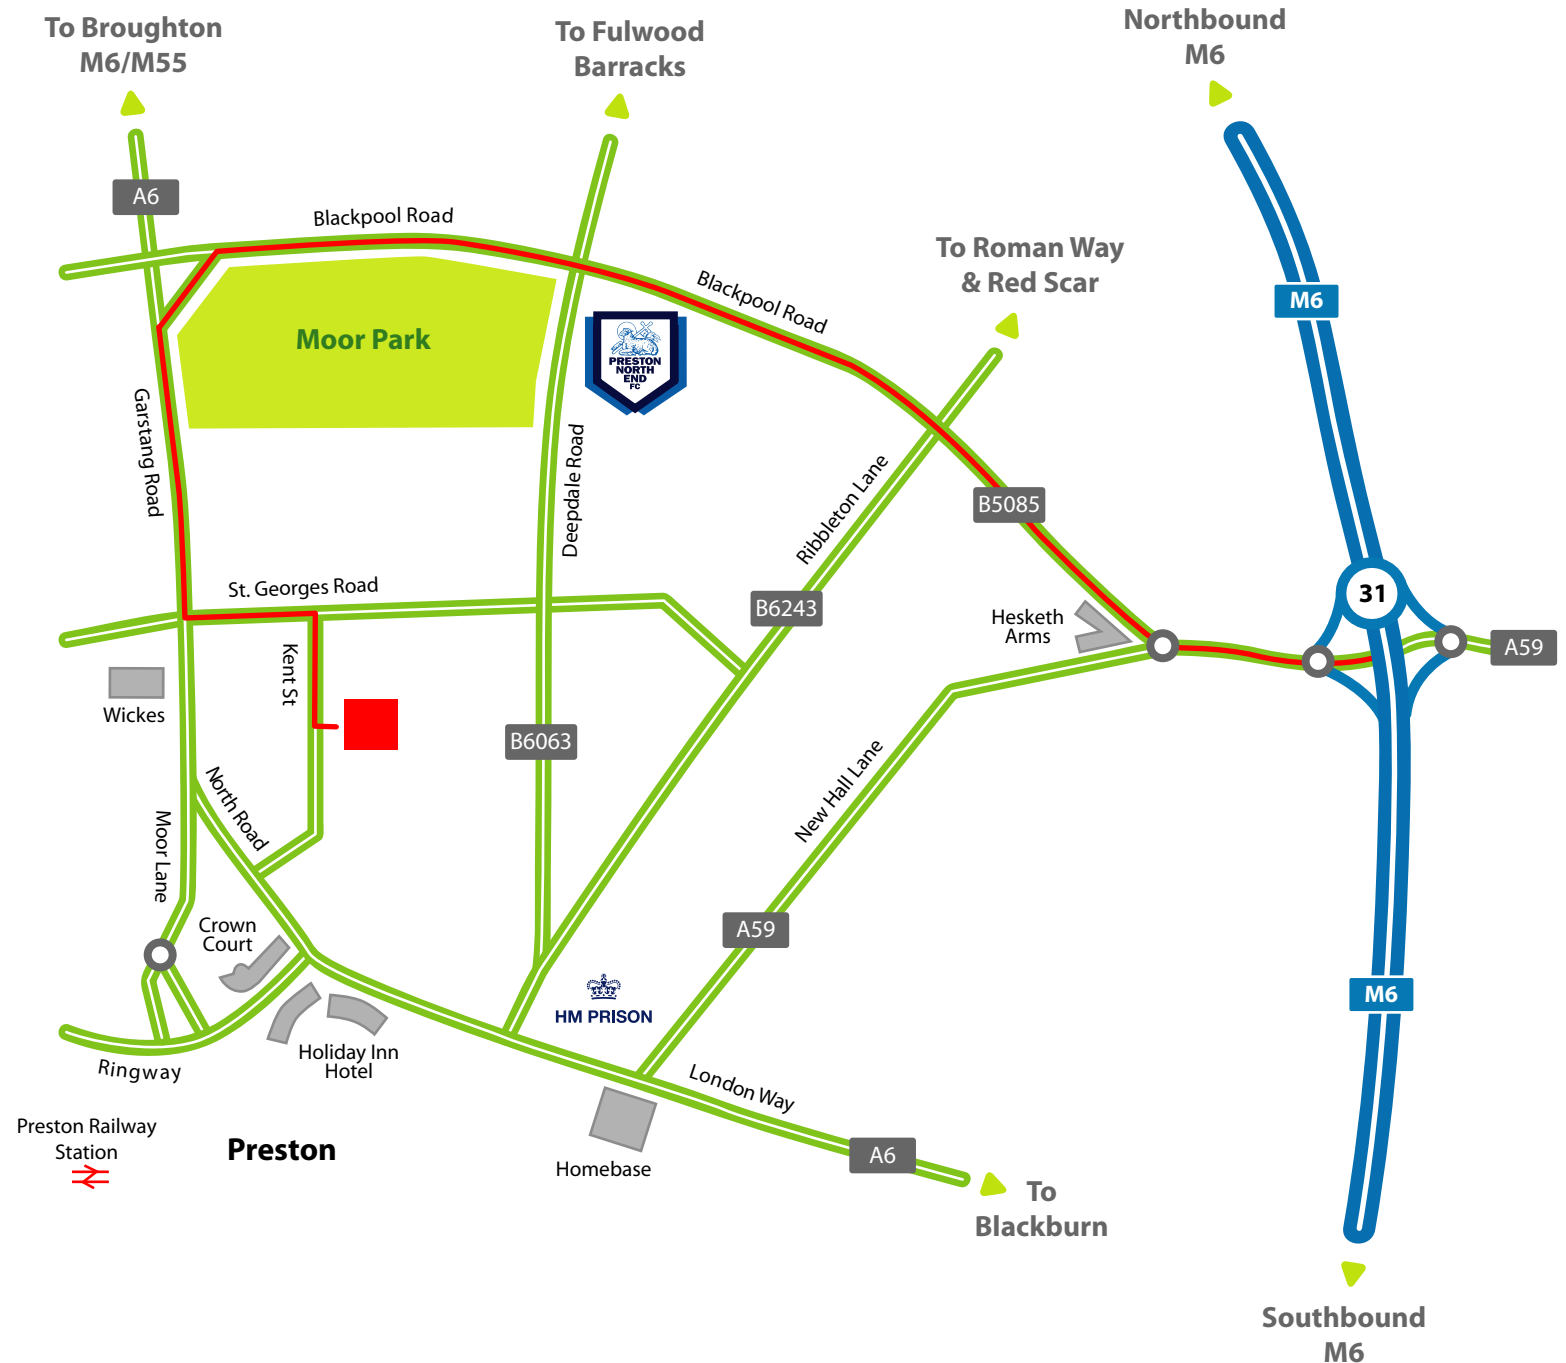 To Broughton
M6/M55
To Fulwood
Barracks
Northbound
M6
A6
Blackpool Road
To Roman Way
& Red Scar
Blackpool Road
M6
Moor Park
PRESTON
NORTH
END
FC
Garstang Road
Deepdale Road
Ribbleton Lane
B5085
St. Georges Road
B6243
31
Hesketh
Arms
A59
Kent St
Wickes
B6063
North Road
New Hall Lane
Moor Lane
Crown
Court
A59
M6
HM PRISON
Holiday Inn
Hotel
Ringway
London Way
Preston Railway
Station
Preston
Homebase
A6
To
Blackburn
Southbound
M6